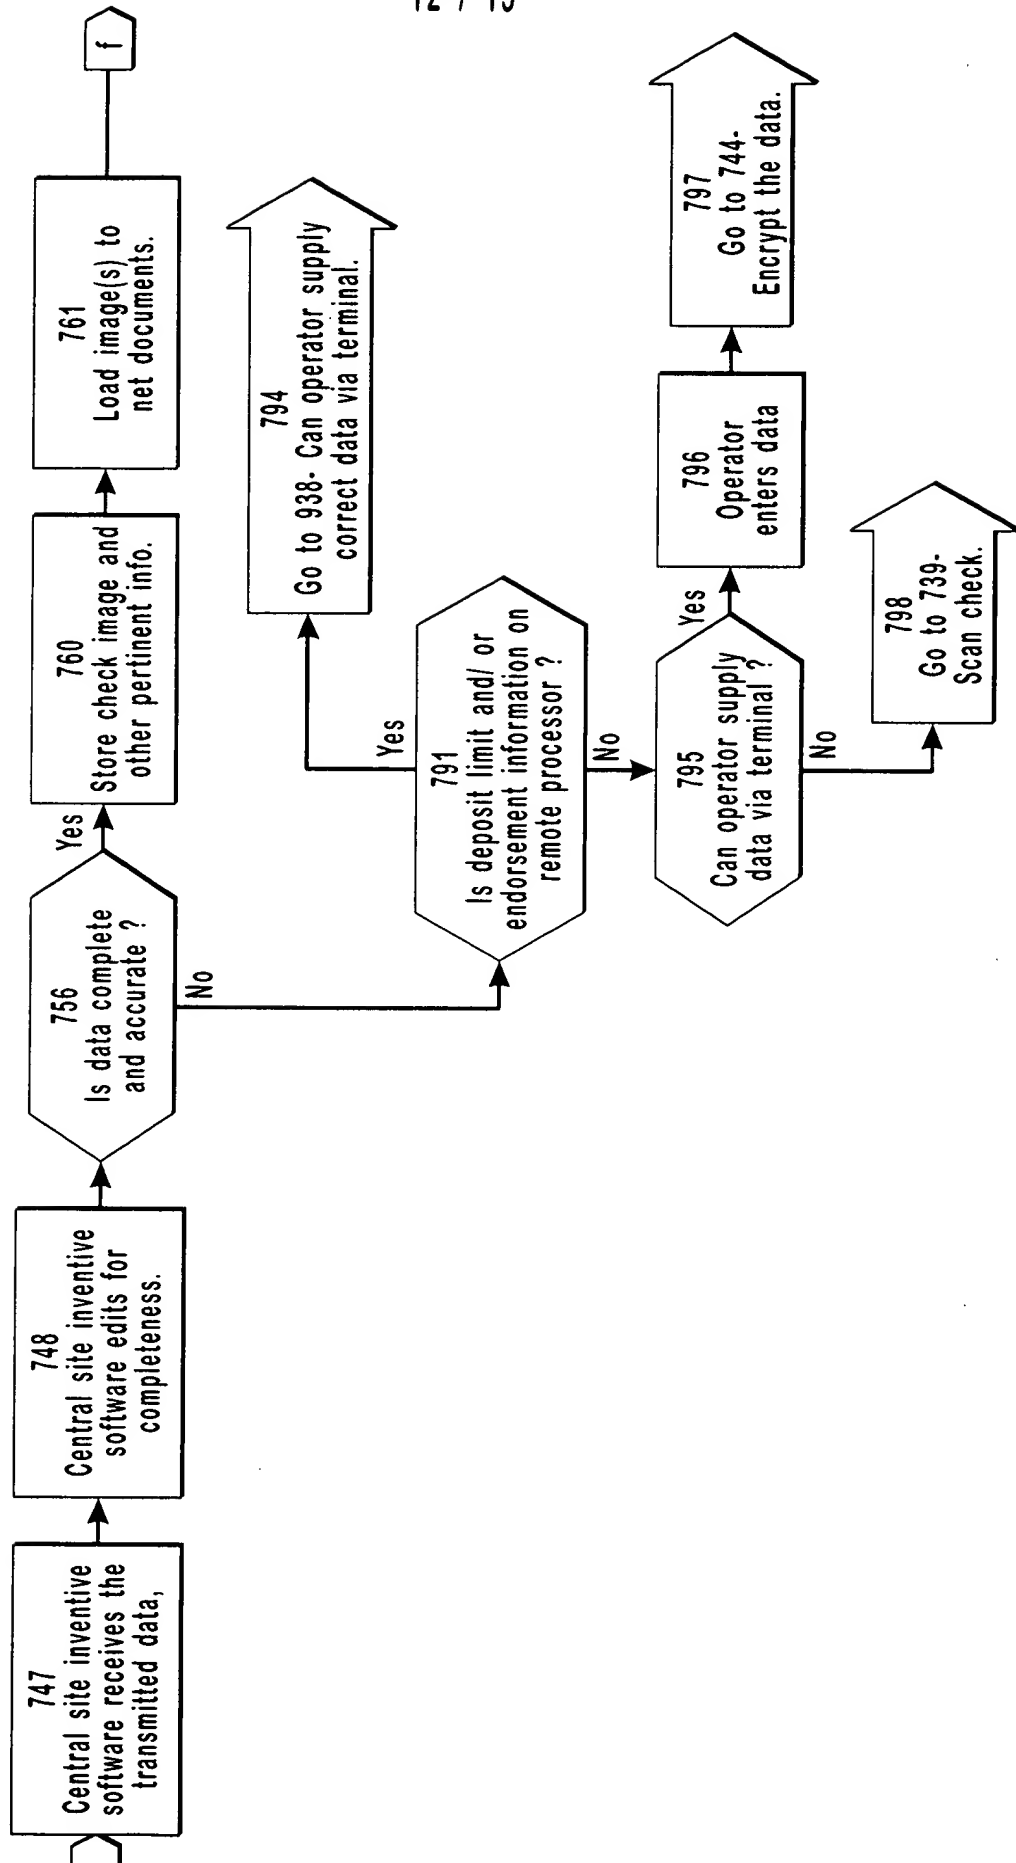 12 / 15
747
Central site inventive
software receives the
transmitted data,
748
Central site inventive
software edits for
completeness.
756
Is data complete
and accurate ?
Yes
No
760
Store check image and
other pertinent info.
761
Load image(s) to
net documents.
f
791
Is deposit limit and/ or
endorsement information on
remote processor ?
Yes
No
794
Go to 938- Can operator supply
correct data via terminal.
795
Can operator supply
data via terminal ?
Yes
No
796
Operator
enters data
797
Go to 744-
Encrypt the data.
798
Go to 739-
Scan check.